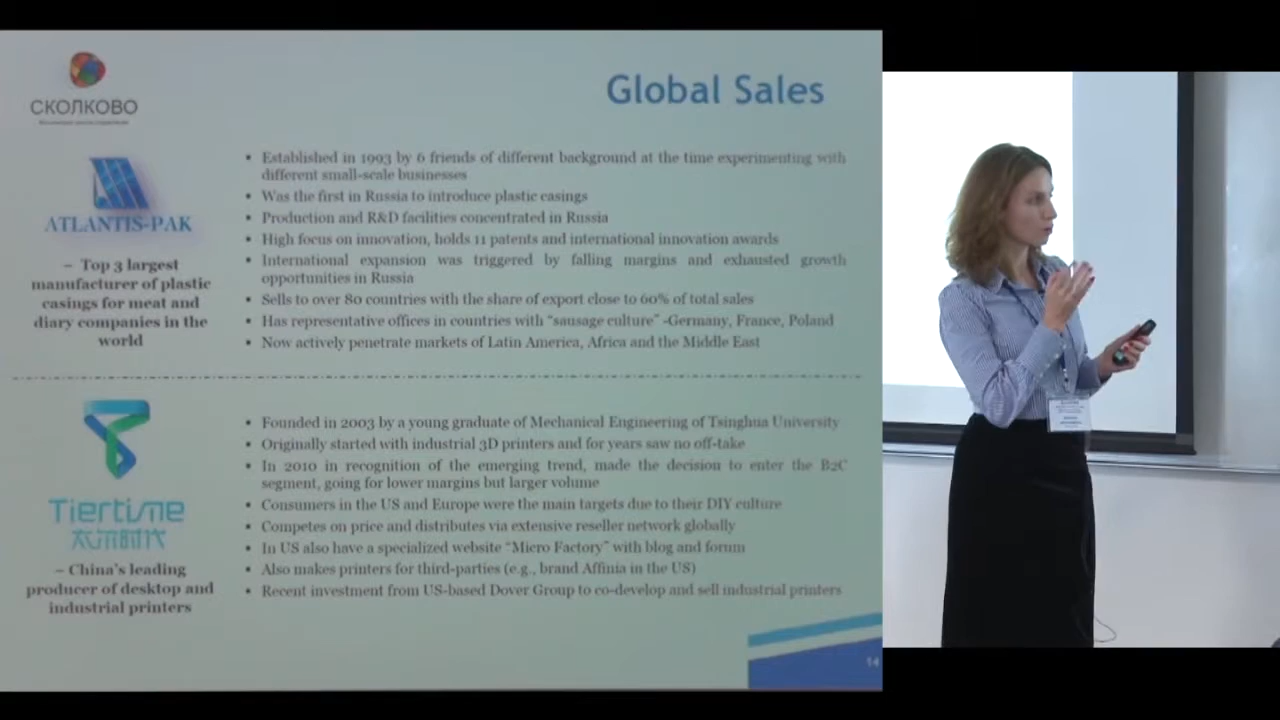 СКОЛКОВО
Global Sales
ATLANTIS-PAK
– Top 3 largest
manufacturer of plastic
casings for meat and
diary companies in the
world
▪ Established in 1993 by 6 friends of different background at the time experimenting with
different small-scale businesses
▪ Was the first in Russia to introduce plastic casings
▪ Production and R&D facilities concentrated in Russia
▪ High focus on innovation, holds 11 patents and international innovation awards
▪ International expansion was triggered by falling margins and exhausted growth
opportunities in Russia
▪ Sells to over 80 countries with the share of export close to 60% of total sales
▪ Has representative offices in countries with “sausage culture” -Germany, France, Poland
▪ Now actively penetrate markets of Latin America, Africa and the Middle East
Tiertime
– China's leading
producer of desktop and
industrial printers
▪ Founded in 2003 by a young graduate of Mechanical Engineering of Tsinghua University
▪ Originally started with industrial 3D printers and for years saw no off-take
▪ In 2010 in recognition of the emerging trend, made the decision to enter the B2C
segment, going for lower margins but larger volume
▪ Consumers in the US and Europe were the main targets due to their DIY culture
▪ Competes on price and distributes via extensive reseller network globally
▪ In US also have a specialized website “Micro Factory” with blog and forum
▪ Also makes printers for third-parties (e.g., brand Affinia in the US)
▪ Recent investment from US-based Dover Group to co-develop and sell industrial printers
14